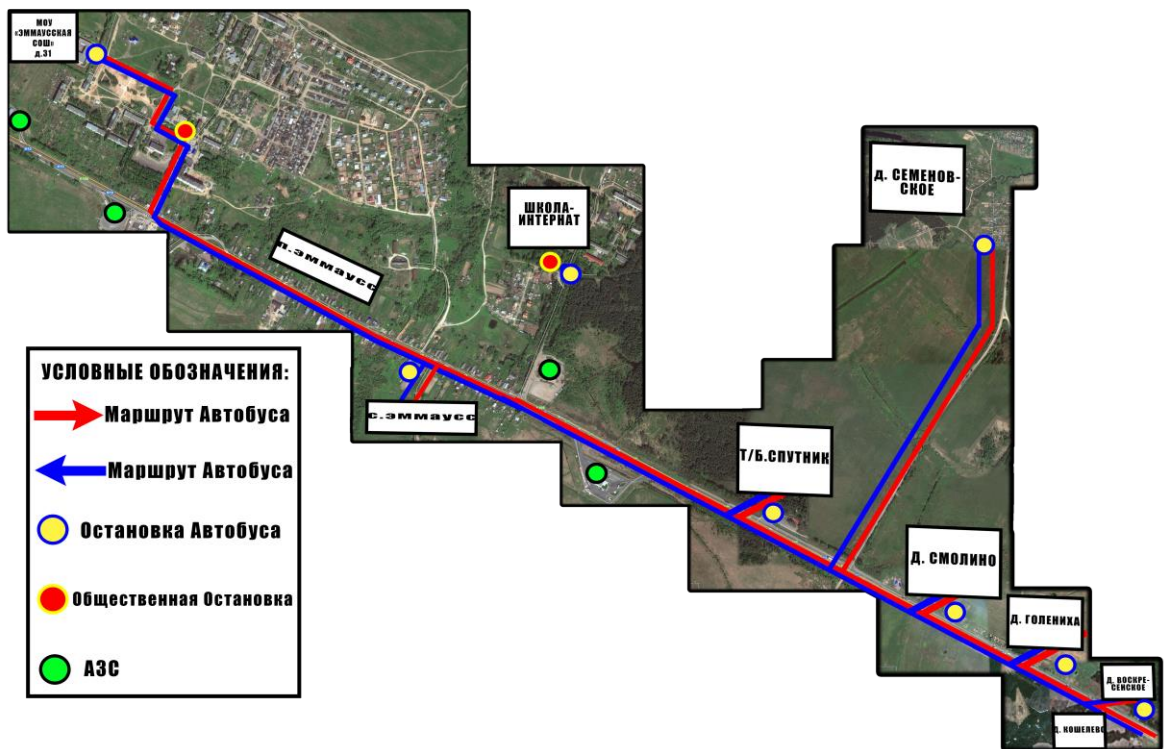 МОУ
«ЭММАУССКАЯ
СОШ»
д.31
п.эммаусс
ШКОЛА-
ИНТЕРНАТ
Д. СЕМЕНОВ-
СКОЕ
с.эммаусс
Т/Б.СПУТНИК
Д. СМОЛИНО
Д. ГОЛЕНИХА
Д. ВОСКРЕ-
СЕНСКОЕ
Д. КОШЕЛЕВО
УСЛОВНЫЕ ОБОЗНАЧЕНИЯ:
Маршрут Автобуса
Маршрут Автобуса
Остановка Автобуса
Общественная Остановка
АЗС